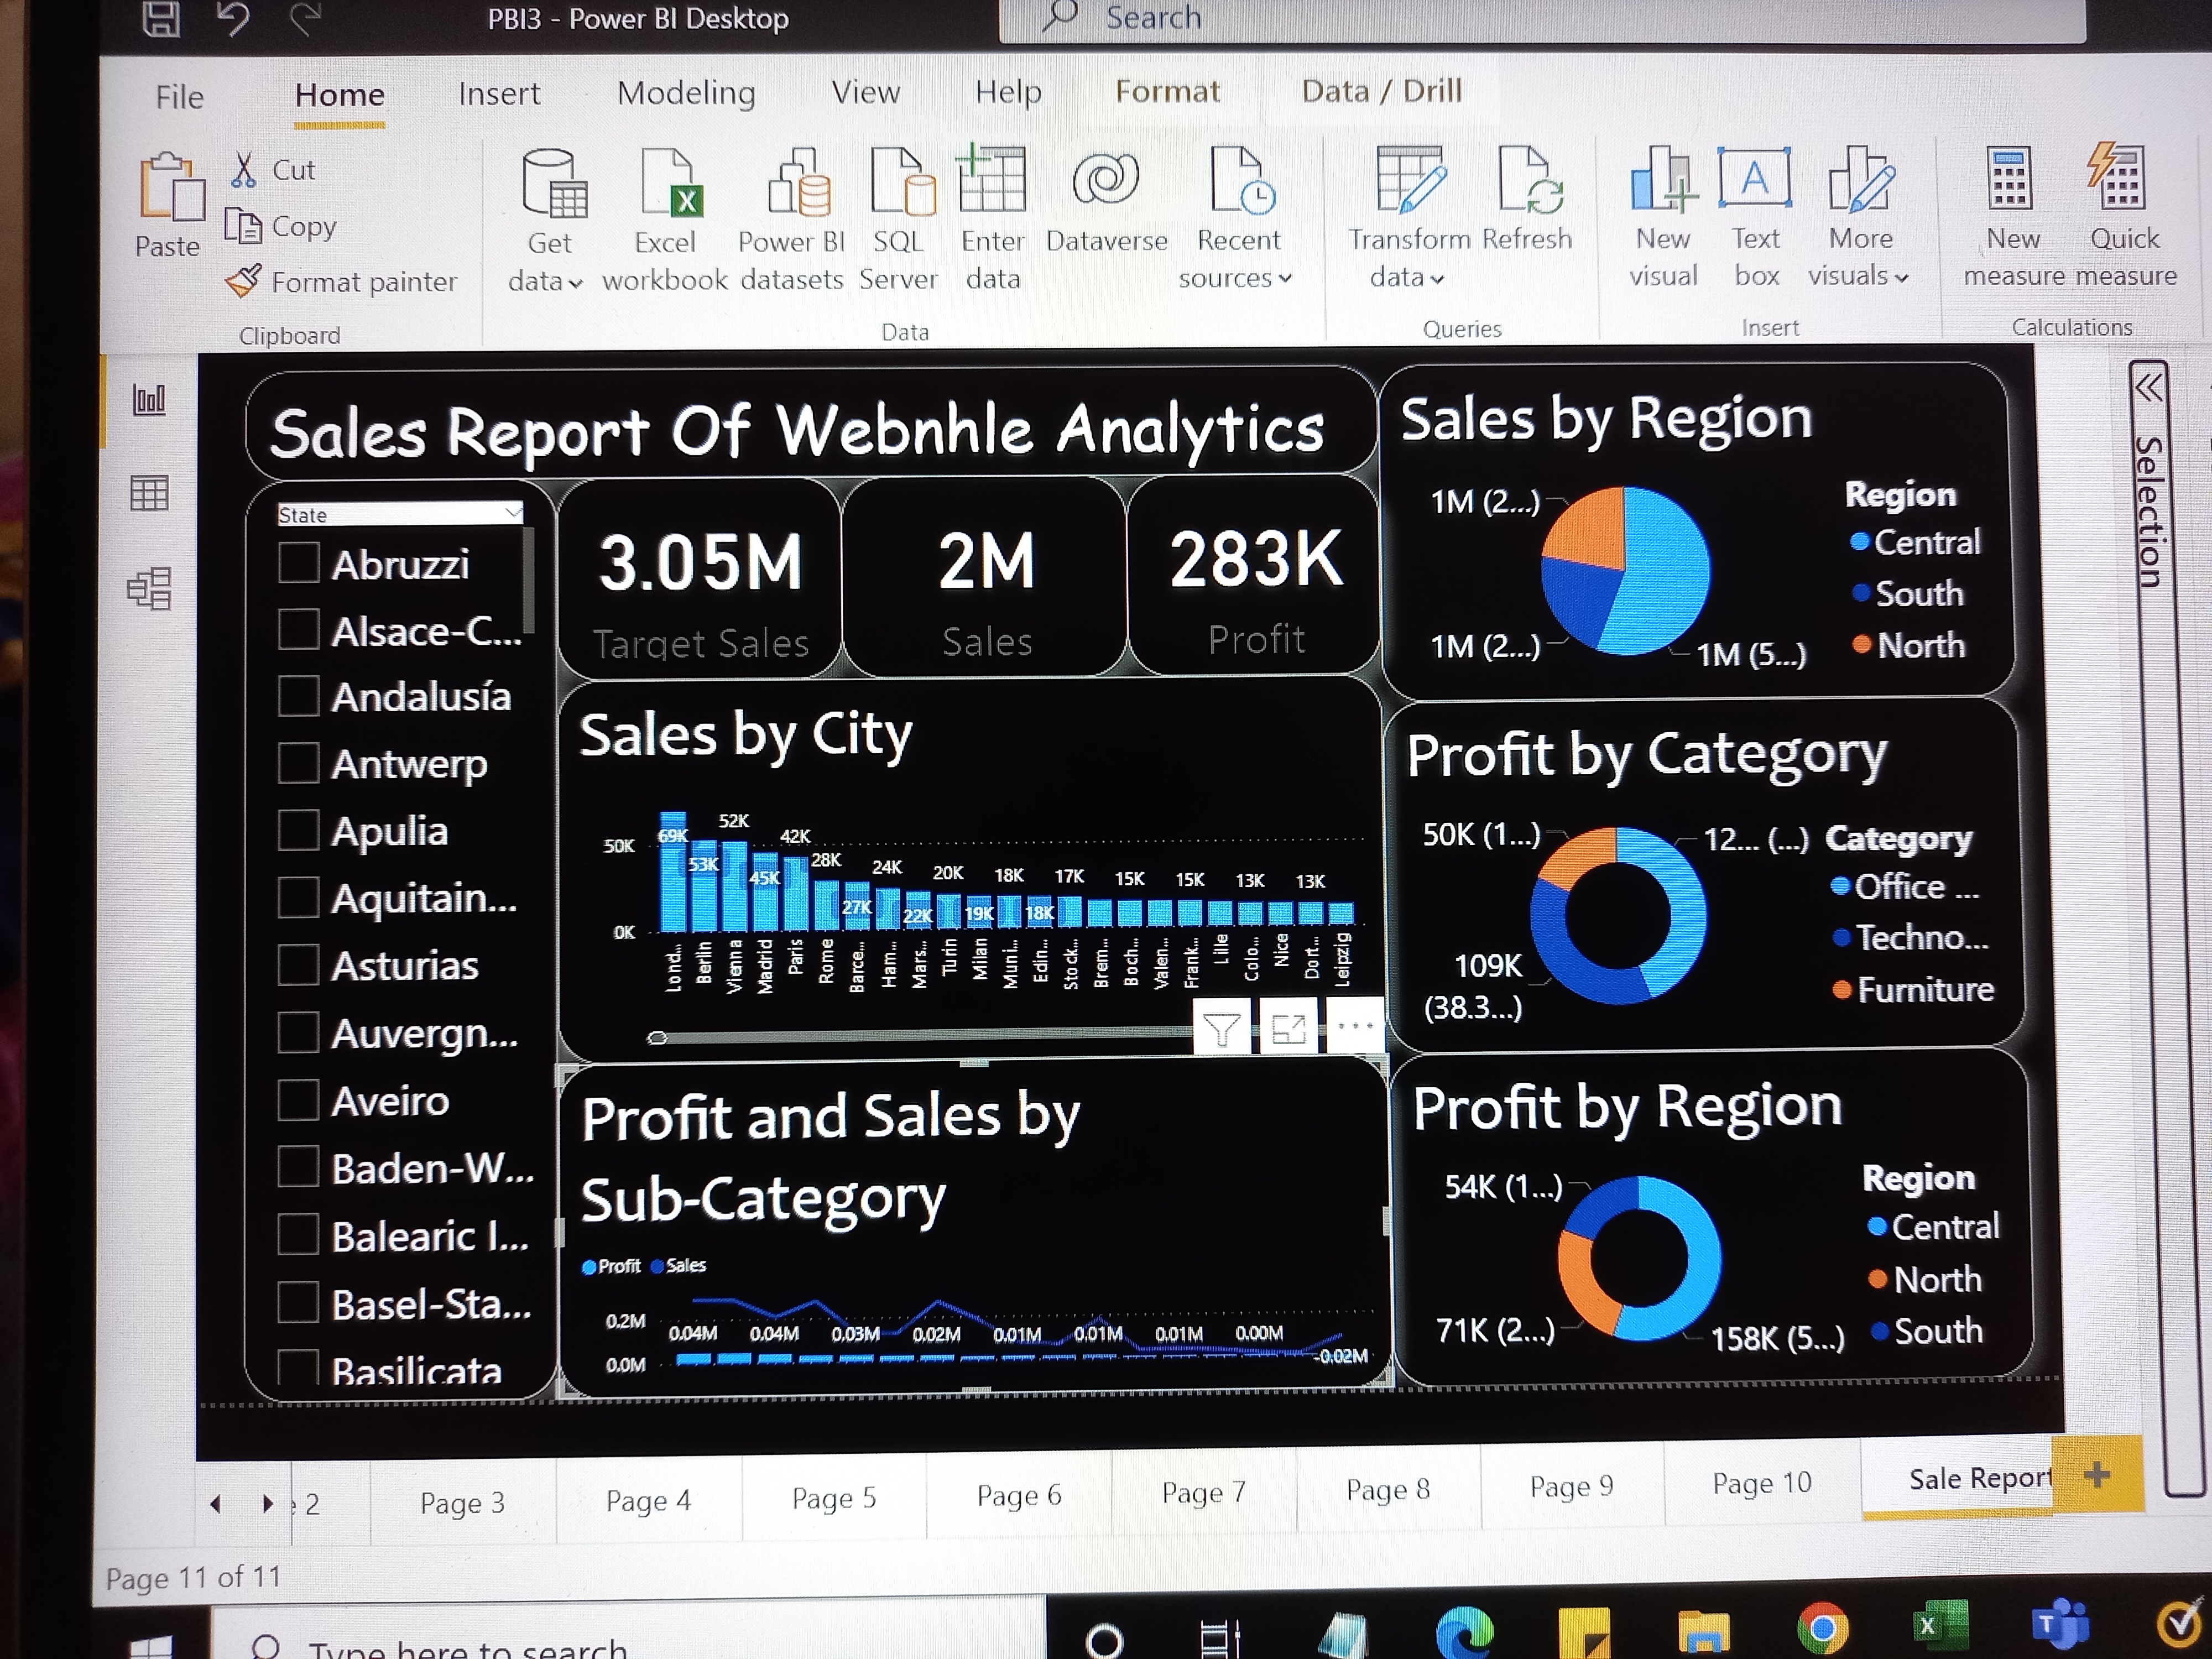 PBI3 - Power BI Desktop
Search
File Home Insert Modeling View Help Format Data / Drill
Paste
Cut
Copy
Format painter
Clipboard
Get data
Excel workbook
Power BI datasets
SQL Server
Enter data
Dataverse
Recent sources
Data
Transform data
Refresh
Queries
New visual
Text box
More visuals
Insert
New measure
Quick measure
Calculations
Sales Report Of Webnhle Analytics
State
Abruzzi
Alsace-C...
Andalusía
Antwerp
Apulia
Aquitain...
Asturias
Auvergn...
Aveiro
Baden-W...
Balearic I...
Basel-Sta...
Basilicata
3.05M
Target Sales
2M
Sales
283K
Profit
Sales by City
50K
0K
69K 53K 52K 45K 42K 28K 27K 24K 22K 20K 19K 18K 18K 17K 15K 15K 13K 13K
Lond... Berlin Vienna Madrid Paris Rome Barce... Ham... Mars... Turin Milan Muni... Edin... Stock... Brem... Boch... Valen... Frank... Lille Colo... Nice Dort... Leipzig
Profit and Sales by
Sub-Category
Profit Sales
0.2M
0.0M
0.04M 0.04M 0.03M 0.02M 0.01M 0.01M 0.01M 0.00M -0.02M
Sales by Region
1M (2...)
1M (2...)
1M (5...)
Region
Central
South
North
Profit by Category
50K (1...)
12... (...)
109K
(38.3...)
Category
Office ...
Techno...
Furniture
Profit by Region
54K (1...)
71K (2...)
158K (5...)
Region
Central
North
South
Selection
2 Page 3 Page 4 Page 5 Page 6 Page 7 Page 8 Page 9 Page 10 Sale Report
Page 11 of 11
Type here to search